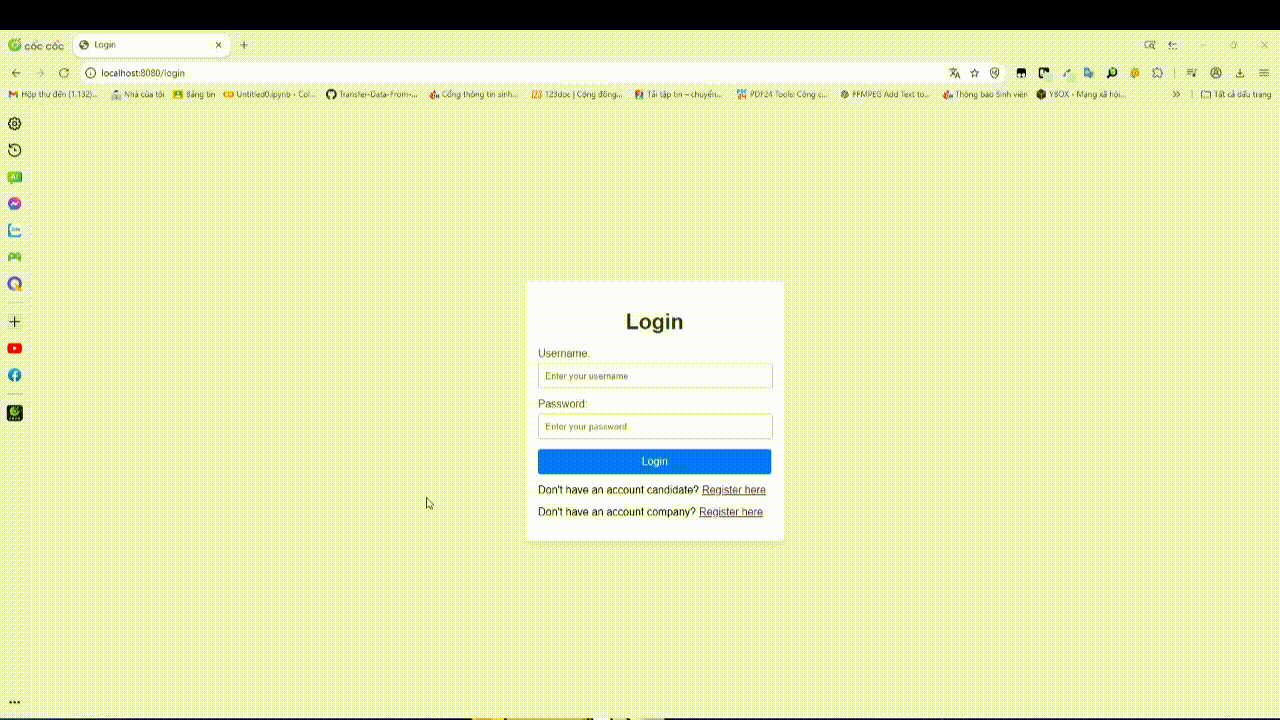 cốc cốc
Login
localhost:8080/login
Hộp thư đến (1.132)...
Nhà của tôi
Bảng tin
Untitled0.ipynb - Col...
Transfer-Data-From-...
Cổng thông tin sinh...
123doc | Cộng đồng...
Tải tập tin – chuyển...
PDF24 Tools: Công c...
FFMPEG Add Text to...
Thông báo Sinh viên
YBOX - Mạng xã hội...
Tất cả dấu trang
Login
Username:
Enter your username
Password:
Enter your password
Login
Don't have an account candidate? Register here
Don't have an account company? Register here